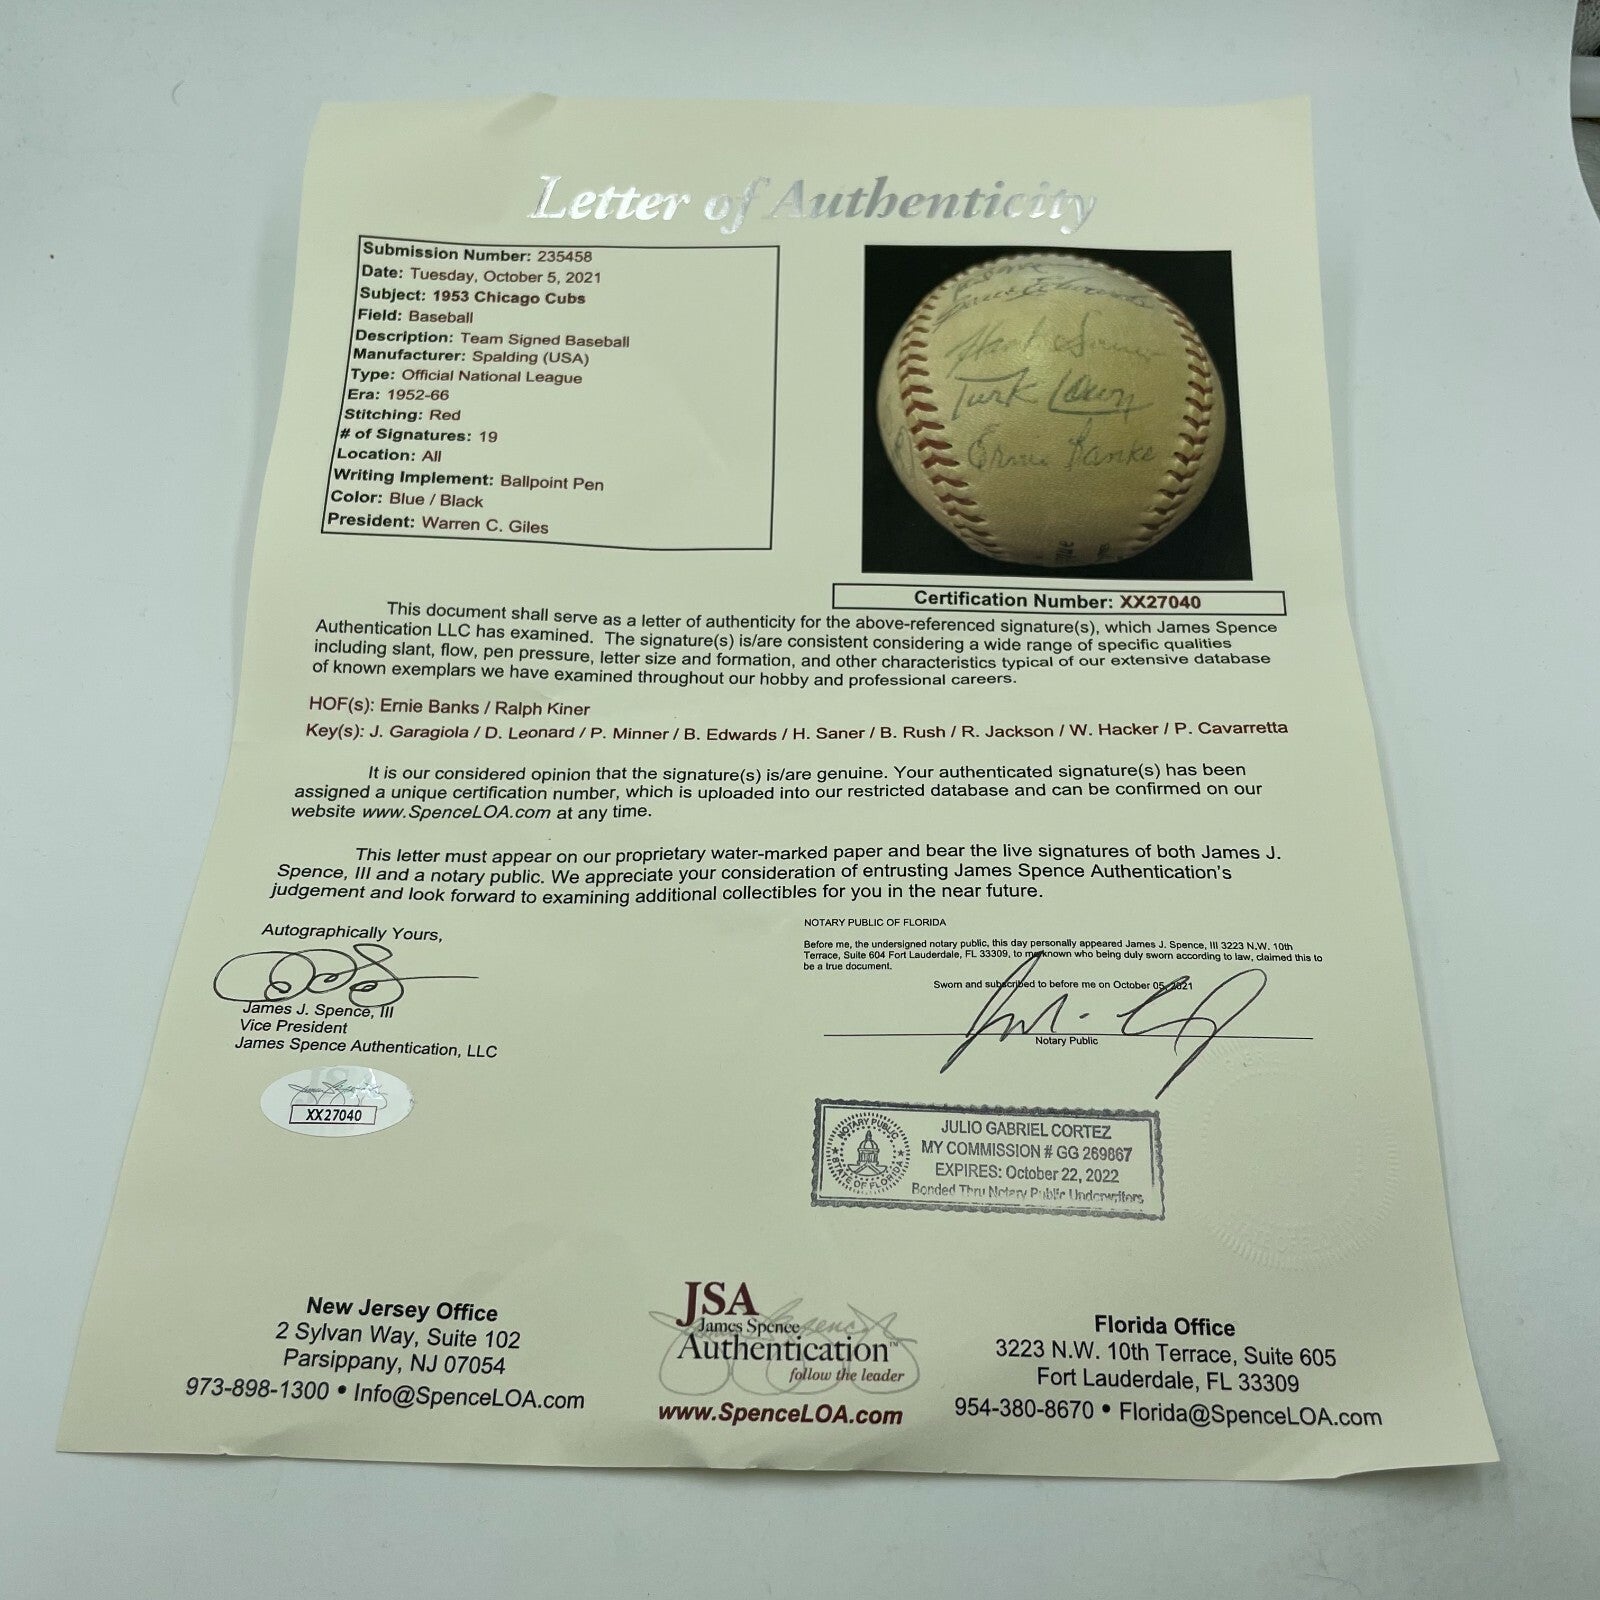 Letter of Authenticity
Submission Number: 235458
Date: Tuesday, October 5, 2021
Subject: 1953 Chicago Cubs
Field: Baseball
Description: Team Signed Baseball
Manufacturer: Spalding (USA)
Type: Official National League
Era: 1952-66
Stitching: Red
# of Signatures: 19
Location: All
Writing Implement: Ballpoint Pen
Color: Blue / Black
President: Warren C. Giles
Hank Sauer
Turk Lown
Ernie Banks
Certification Number: XX27040
This document shall serve as a letter of authenticity for the above-referenced signature(s), which James Spence
Authentication LLC has examined. The signature(s) is/are consistent considering a wide range of specific qualities
including slant, flow, pen pressure, letter size and formation, and other characteristics typical of our extensive database
of known exemplars we have examined throughout our hobby and professional careers.
HOF(s): Ernie Banks / Ralph Kiner
Key(s): J. Garagiola / D. Leonard / P. Minner / B. Edwards / H. Saner / B. Rush / R. Jackson / W. Hacker / P. Cavarretta
It is our considered opinion that the signature(s) is/are genuine. Your authenticated signature(s) has been
assigned a unique certification number, which is uploaded into our restricted database and can be confirmed on our
website www.SpenceLOA.com at any time.
This letter must appear on our proprietary water-marked paper and bear the live signatures of both James J.
Spence, III and a notary public. We appreciate your consideration of entrusting James Spence Authentication's
judgement and look forward to examining additional collectibles for you in the near future.
Autographically Yours,
James J. Spence, III
Vice President
James Spence Authentication, LLC
XX27040
NOTARY PUBLIC OF FLORIDA
Before me, the undersigned notary public, this day personally appeared James J. Spence, III 3223 N.W. 10th
Terrace, Suite 604 Fort Lauderdale, FL 33309, to me known who being duly sworn according to law, claimed this to
be a true document.
Sworn and subscribed to before me on October 05, 2021
Notary Public
NOTARY PUBLIC
STATE OF FLORIDA
JULIO GABRIEL CORTEZ
MY COMMISSION # GG 269867
EXPIRES: October 22, 2022
Bonded Thru Notary Public Underwriters
New Jersey Office
2 Sylvan Way, Suite 102
Parsippany, NJ 07054
973-898-1300 • Info@SpenceLOA.com
JSA
James Spence
Authentication™
follow the leader
www.SpenceLOA.com
Florida Office
3223 N.W. 10th Terrace, Suite 605
Fort Lauderdale, FL 33309
954-380-8670 • Florida@SpenceLOA.com